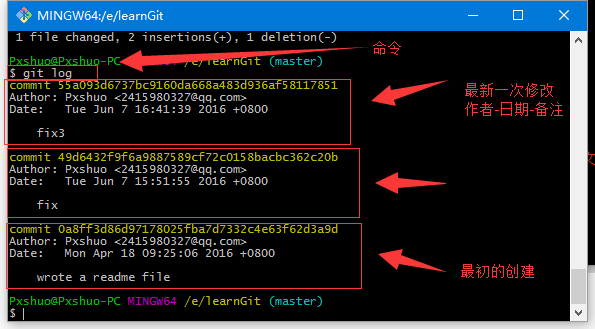 MINGW64:/e/learnGit
1 file changed, 2 insertions(+), 1 deletion(-)
Pxshuo@Pxshuo-PC /e/learnGit (master)
命令
$ git log
commit 55a093d6737bc9160da668a483d936af58117851
Author: Pxshuo <2415980327@qq.com>
Date: Tue Jun 7 16:41:39 2016 +0800
最新一次修改
作者-日期-备注
fix3
commit 49d6432f9f6a9887589cf72c0158bacbc362c20b
Author: Pxshuo <2415980327@qq.com>
Date: Tue Jun 7 15:51:55 2016 +0800
fix
commit 0a8ff3d86d97178025fba7d7332c4e63f62d3a9d
Author: Pxshuo <2415980327@qq.com>
Date: Mon Apr 18 09:25:06 2016 +0800
最初的创建
wrote a readme file
Pxshuo@Pxshuo-PC MINGW64 /e/learnGit (master)
$